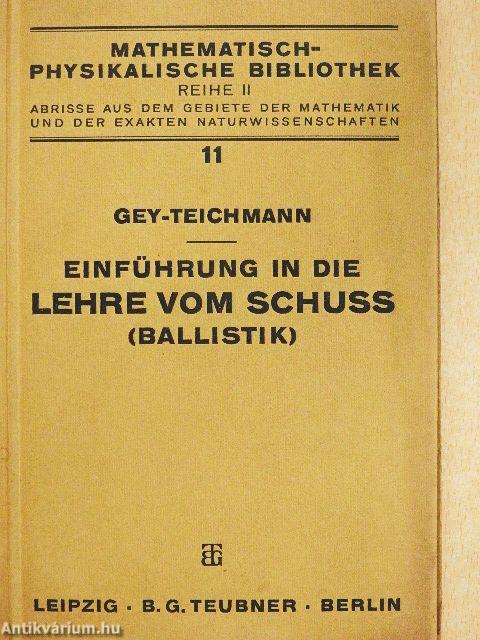 MATHEMATISCH-
PHYSIKALISCHE BIBLIOTHEK
REIHE II
ABRISSE AUS DEM GEBIETE DER MATHEMATIK
UND DER EXAKTEN NATURWISSENSCHAFTEN
11
GEY-TEICHMANN
EINFÜHRUNG IN DIE
LEHRE VOM SCHUSS
(BALLISTIK)
LEIPZIG · B. G. TEUBNER · BERLIN
Antikvárium.hu